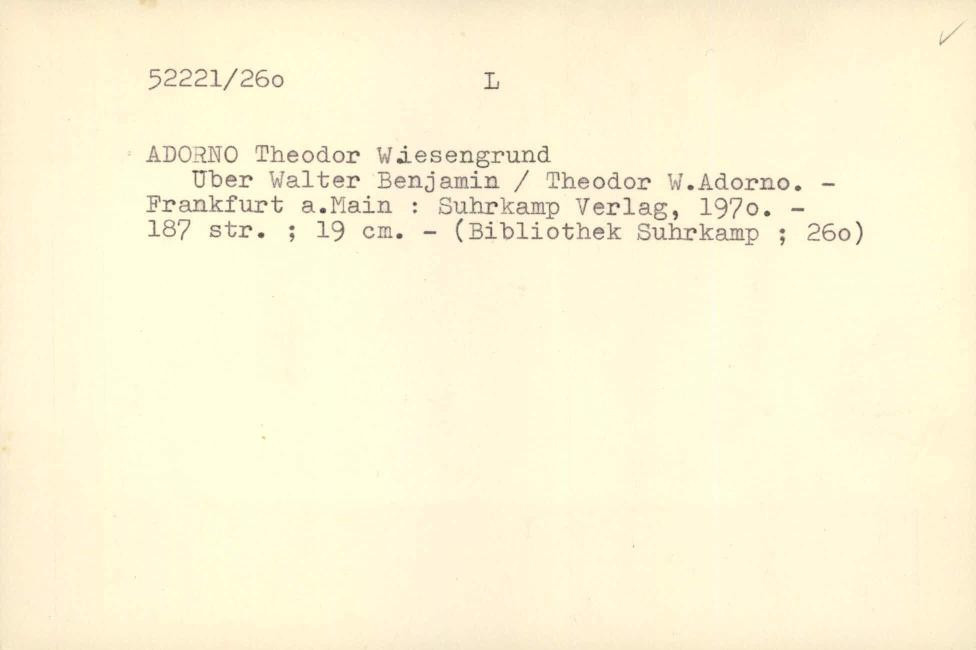 52221/26o L
ADORNO Theodor Wiesengrund
Uber Walter Benjamin / Theodor W.Adorno. -
Frankfurt a.Main : Suhrkamp Verlag, 197o. -
187 str. ; 19 cm. - (Bibliothek Suhrkamp ; 26o)